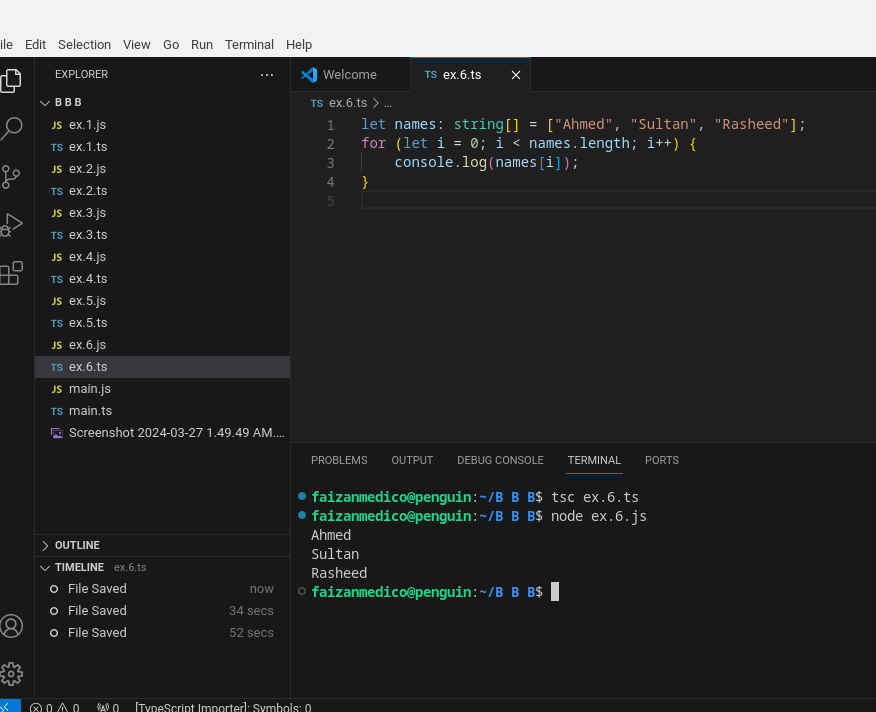 ile Edit Selection View Go Run Terminal Help
EXPLORER ...
B B B
JS ex.1.js
TS ex.1.ts
JS ex.2.js
TS ex.2.ts
JS ex.3.js
TS ex.3.ts
JS ex.4.js
TS ex.4.ts
JS ex.5.js
TS ex.5.ts
JS ex.6.js
TS ex.6.ts
JS main.js
TS main.ts
Screenshot 2024-03-27 1.49.49 AM....
OUTLINE
TIMELINE ex.6.ts
File Saved now
File Saved 34 secs
File Saved 52 secs
Welcome TS ex.6.ts
TS ex.6.ts > ...
1 let names: string[] = ["Ahmed", "Sultan", "Rasheed"];
2 for (let i = 0; i < names.length; i++) {
3 console.log(names[i]);
4 }
5
PROBLEMS OUTPUT DEBUG CONSOLE TERMINAL PORTS
faizanmedico@penguin:~/B B B$ tsc ex.6.ts
faizanmedico@penguin:~/B B B$ node ex.6.js
Ahmed
Sultan
Rasheed
faizanmedico@penguin:~/B B B$
0 0 0 [TypeScript Importer]: Symbols: 0